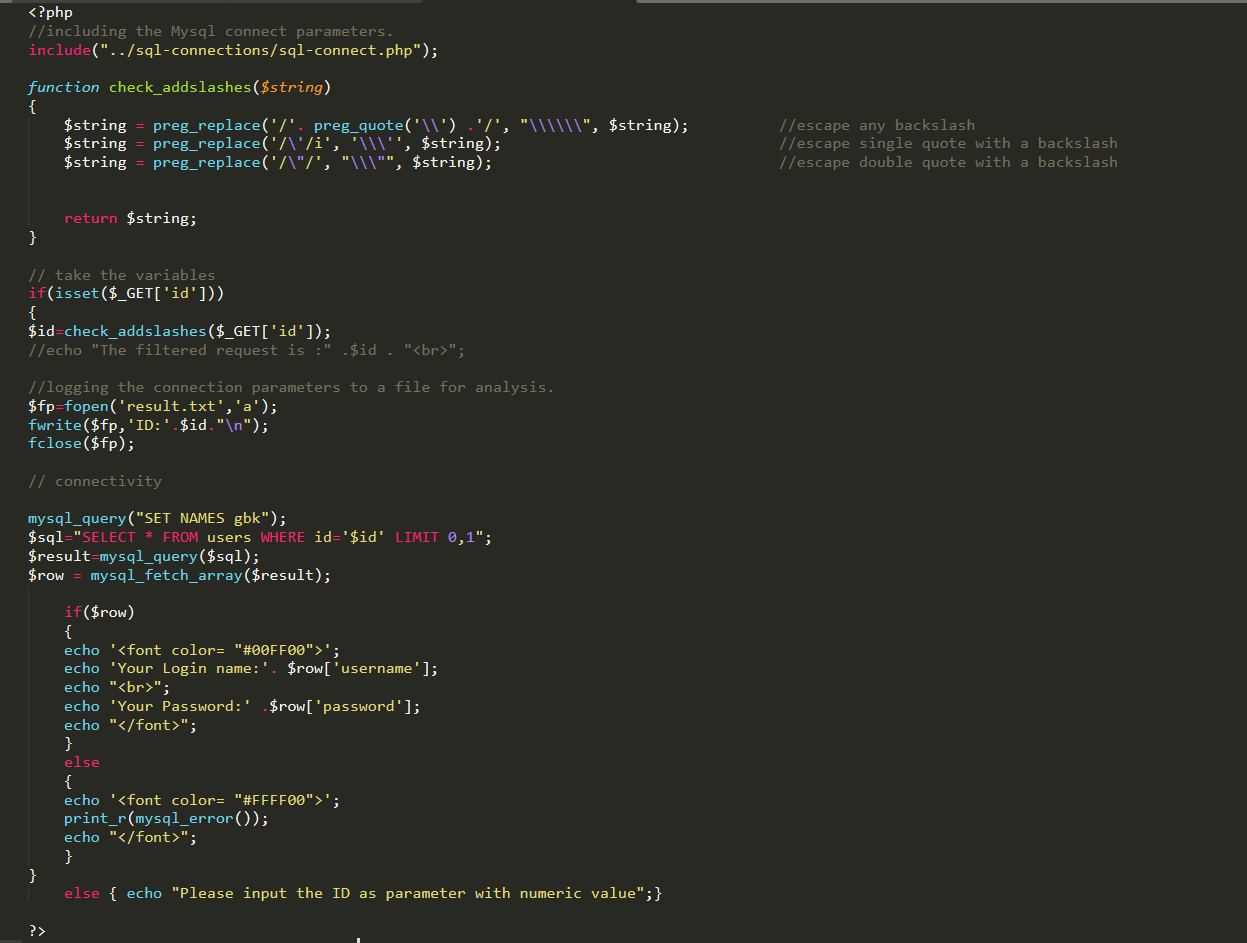 <?php
//including the Mysql connect parameters.
include("../sql-connections/sql-connect.php");
function check_addslashes($string)
{
$string = preg_replace('/'. preg_quote('\\') .'/', "\\\\\\", $string); //escape any backslash
$string = preg_replace('/\'/i', '\\\'', $string); //escape single quote with a backslash
$string = preg_replace('/\"/', "\\\"", $string); //escape double quote with a backslash
return $string;
}
// take the variables
if(isset($_GET['id']))
{
$id=check_addslashes($_GET['id']);
//echo "The filtered request is :" .$id . "<br>";
//logging the connection parameters to a file for analysis.
$fp=fopen('result.txt','a');
fwrite($fp,'ID:'.$id."\n");
fclose($fp);
// connectivity
mysql_query("SET NAMES gbk");
$sql="SELECT * FROM users WHERE id='$id' LIMIT 0,1";
$result=mysql_query($sql);
$row = mysql_fetch_array($result);
if($row)
{
echo '<font color= "#00FF00">';
echo 'Your Login name:'. $row['username'];
echo "<br>";
echo 'Your Password:' .$row['password'];
echo "</font>";
}
else
{
echo '<font color= "#FFFF00">';
print_r(mysql_error());
echo "</font>";
}
}
else { echo "Please input the ID as parameter with numeric value";}
?>